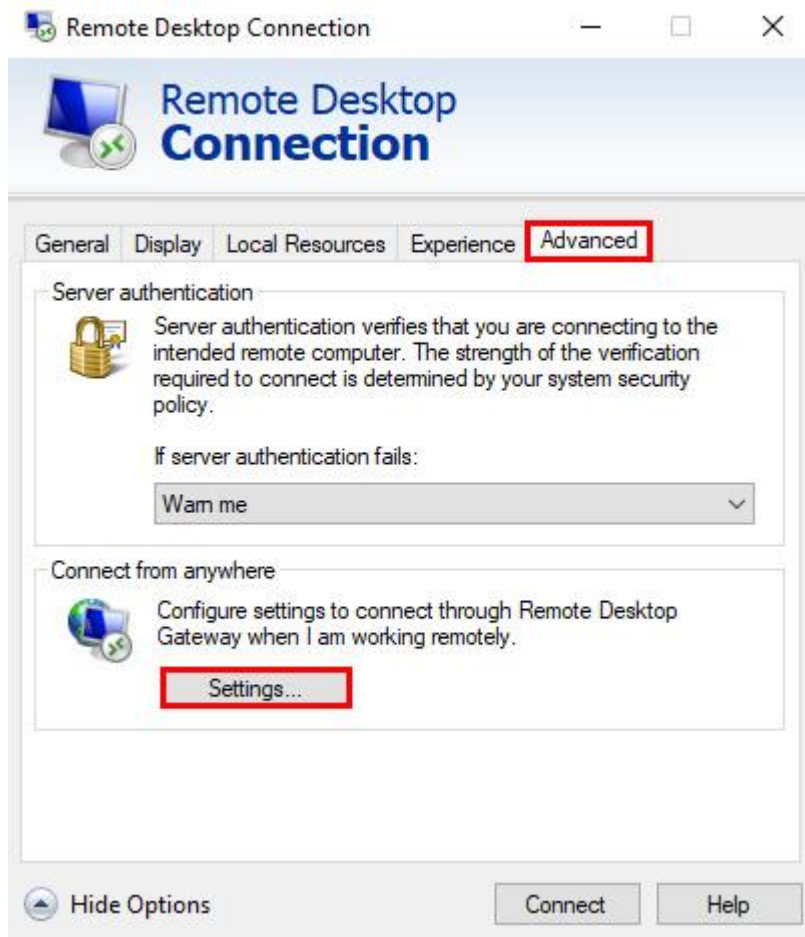 Remote Desktop Connection
Remote Desktop
Connection
General Display Local Resources Experience Advanced
Server authentication
Server authentication verifies that you are connecting to the
intended remote computer. The strength of the verification
required to connect is determined by your system security
policy.
If server authentication fails:
Warn me
Connect from anywhere
Configure settings to connect through Remote Desktop
Gateway when I am working remotely.
Settings...
Hide Options Connect Help